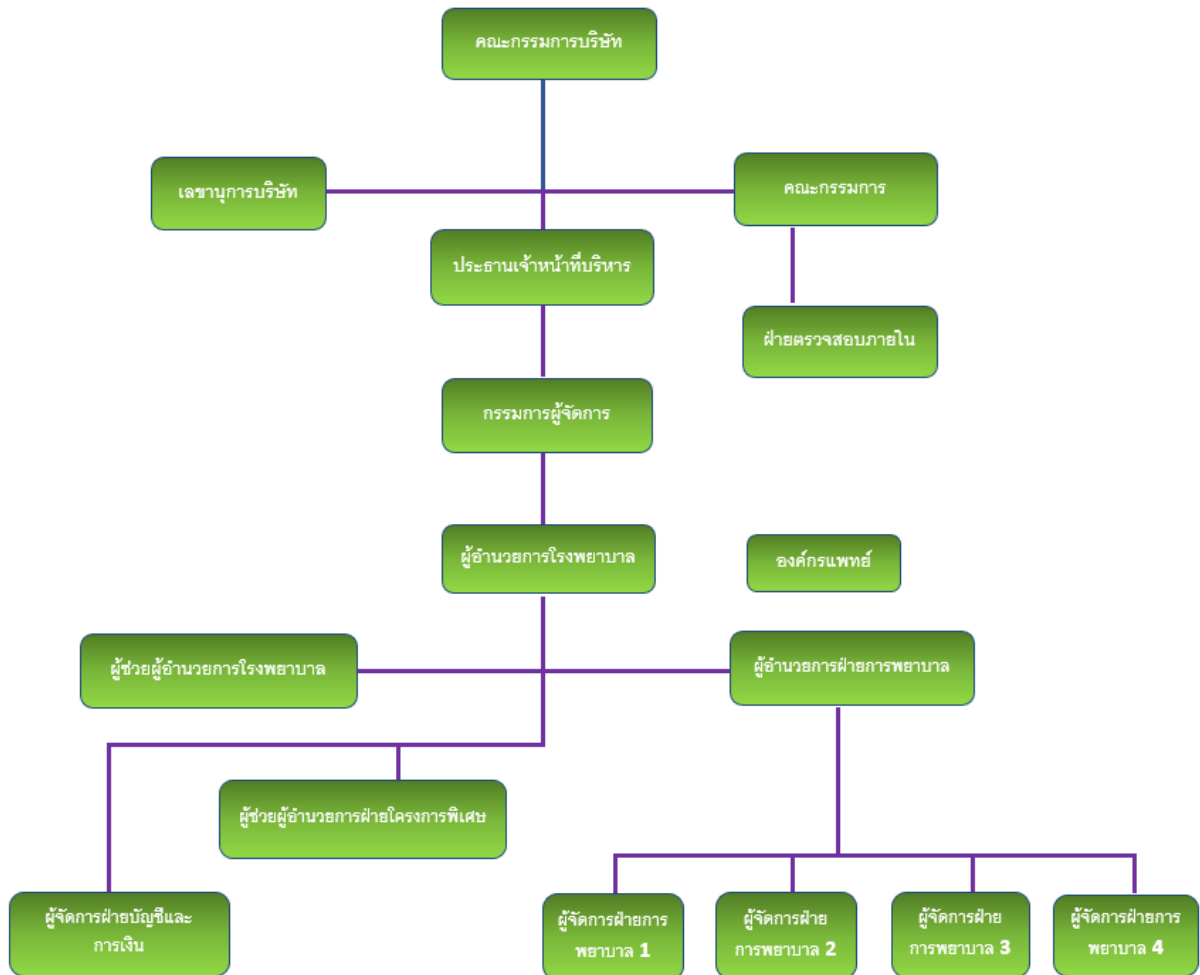 คณะกรรมการบริษัท
เลขานุการบริษัท
คณะกรรมการ
ประธานเจ้าหน้าที่บริหาร
ฝ่ายตรวจสอบภายใน
กรรมการผู้จัดการ
ผู้อำนวยการโรงพยาบาล
องค์กรแพทย์
ผู้ช่วยผู้อำนวยการโรงพยาบาล
ผู้อำนวยการฝ่ายการพยาบาล
ผู้ช่วยผู้อำนวยการฝ่ายโครงการพิเศษ
ผู้จัดการฝ่ายบัญชีและ
การเงิน
ผู้จัดการฝ่ายการ
พยาบาล 1
ผู้จัดการฝ่าย
การพยาบาล 2
ผู้จัดการฝ่าย
การพยาบาล 3
ผู้จัดการฝ่ายการ
พยาบาล 4